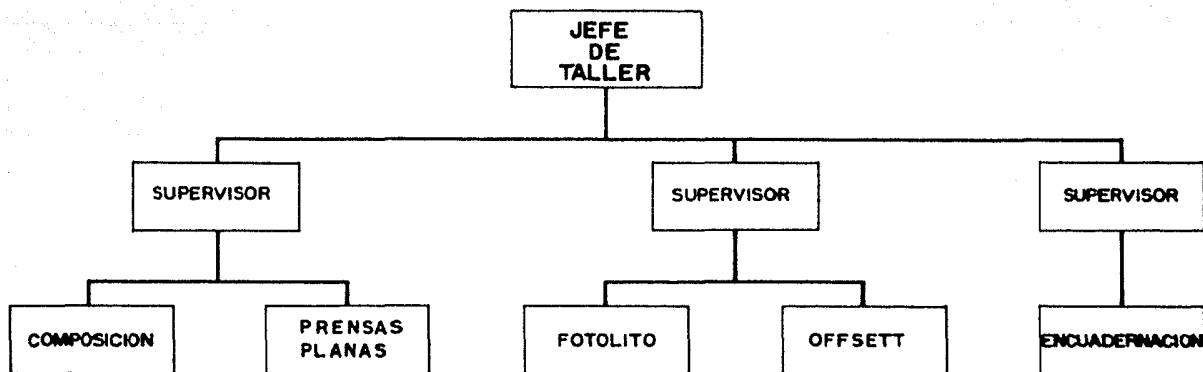 JEFE
DE
TALLER
SUPERVISOR
SUPERVISOR
SUPERVISOR
COMPOSICION
PRENSAS
PLANAS
FOTOLITO
OFFSETT
ENCUADERNACION